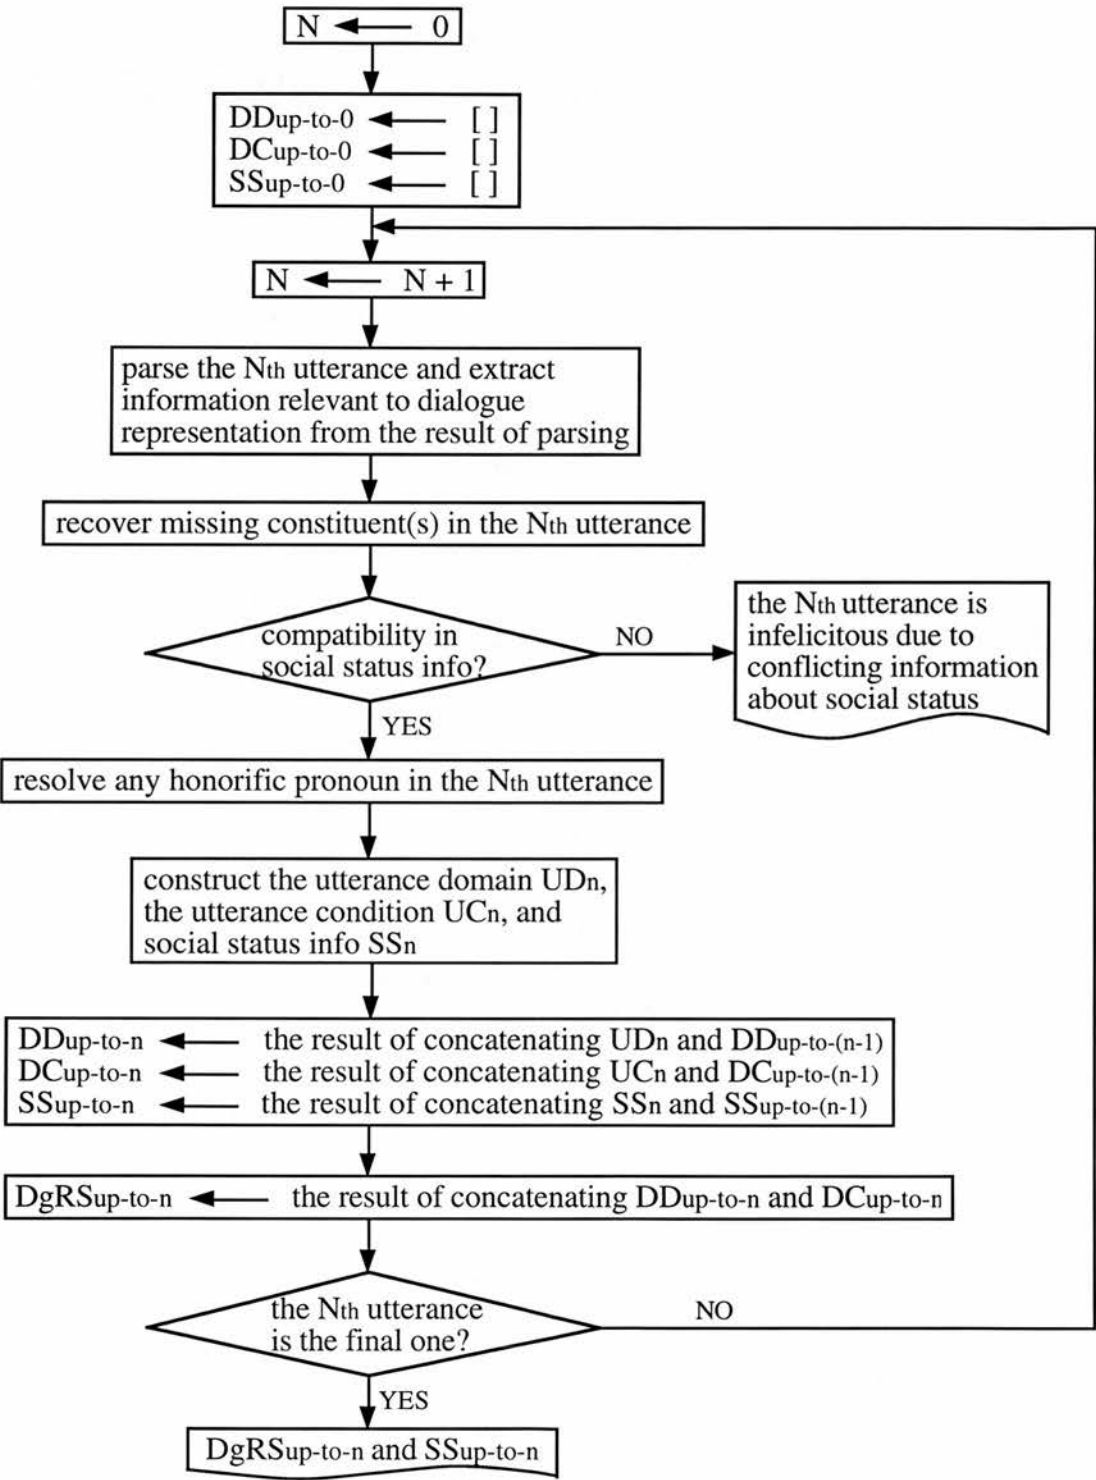 N ← 0
DDup-to-0 ← [ ]
DCup-to-0 ← [ ]
SSup-to-0 ← [ ]
N ← N + 1
parse the Nth utterance and extract
information relevant to dialogue
representation from the result of parsing
recover missing constituent(s) in the Nth utterance
compatibility in
social status info?
NO
the Nth utterance is
infelicitous due to
conflicting information
about social status
YES
resolve any honorific pronoun in the Nth utterance
construct the utterance domain UDn,
the utterance condition UCn, and
social status info SSn
DDup-to-n ← the result of concatenating UDn and DDup-to-(n-1)
DCup-to-n ← the result of concatenating UCn and DCup-to-(n-1)
SSup-to-n ← the result of concatenating SSn and SSup-to-(n-1)
DgRSup-to-n ← the result of concatenating DDup-to-n and DCup-to-n
the Nth utterance
is the final one?
NO
YES
DgRSup-to-n and SSup-to-n